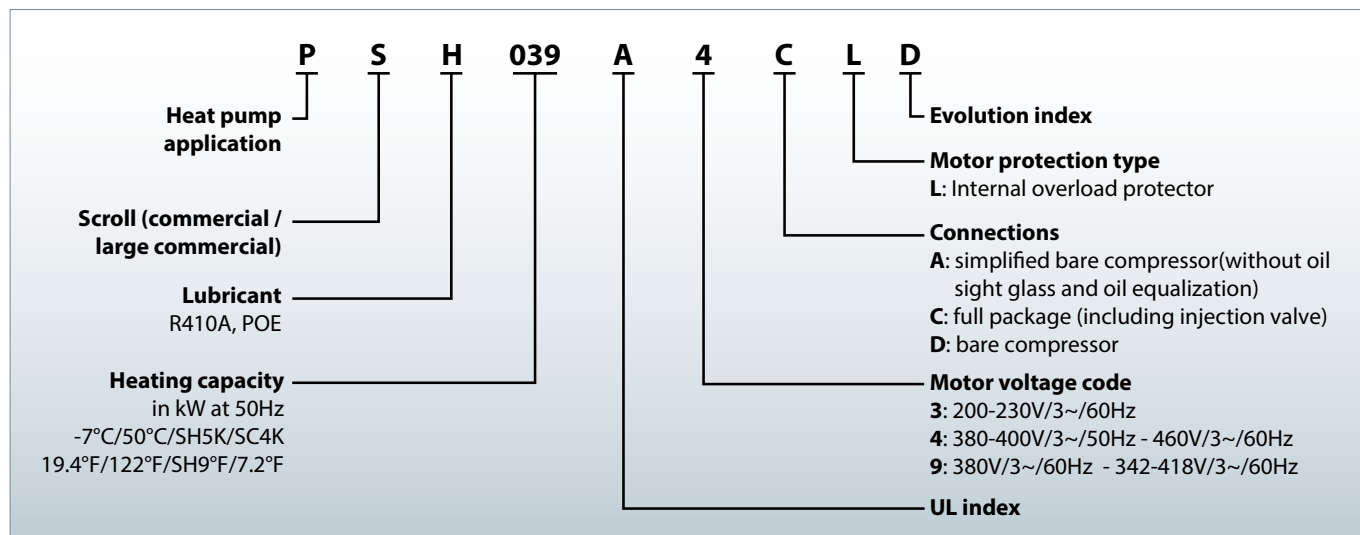 P S H 039 A 4 C L D
Heat pump
application
Scroll (commercial /
large commercial)
Lubricant
R410A, POE
Heating capacity
in kW at 50Hz
-7°C/50°C/SH5K/SC4K
19.4°F/122°F/SH9°F/7.2°F
Evolution index
Motor protection type
L: Internal overload protector
Connections
A: simplified bare compressor(without oil
sight glass and oil equalization)
C: full package (including injection valve)
D: bare compressor
Motor voltage code
3: 200-230V/3~/60Hz
4: 380-400V/3~/50Hz - 460V/3~/60Hz
9: 380V/3~/60Hz - 342-418V/3~/60Hz
UL index